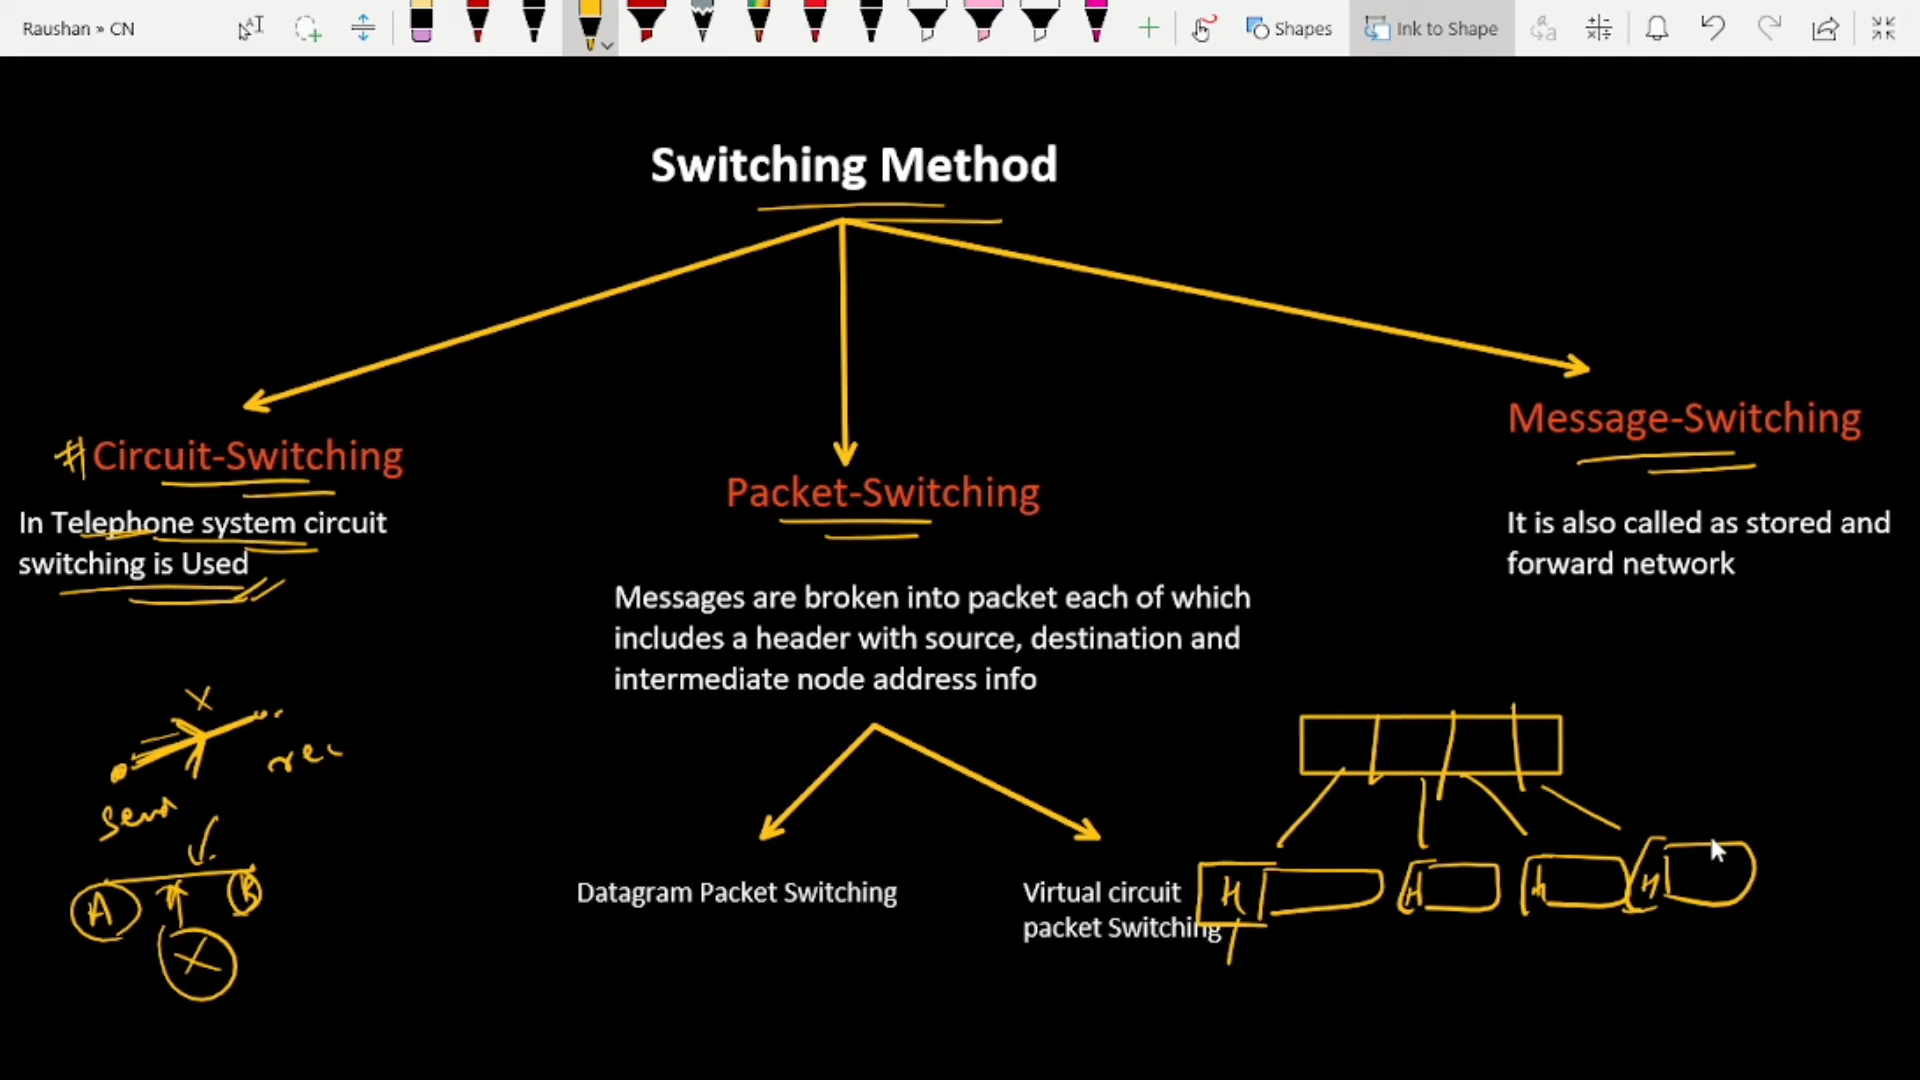 Raushan » CN
Shapes
Ink to Shape
Switching Method
#Circuit-Switching
In Telephone system circuit
switching is Used
Packet-Switching
Messages are broken into packet each of which
includes a header with source, destination and
intermediate node address info
Message-Switching
It is also called as stored and
forward network
X
rec
Send
A
B
X
Datagram Packet Switching
Virtual circuit
packet Switching
H
H
H
H